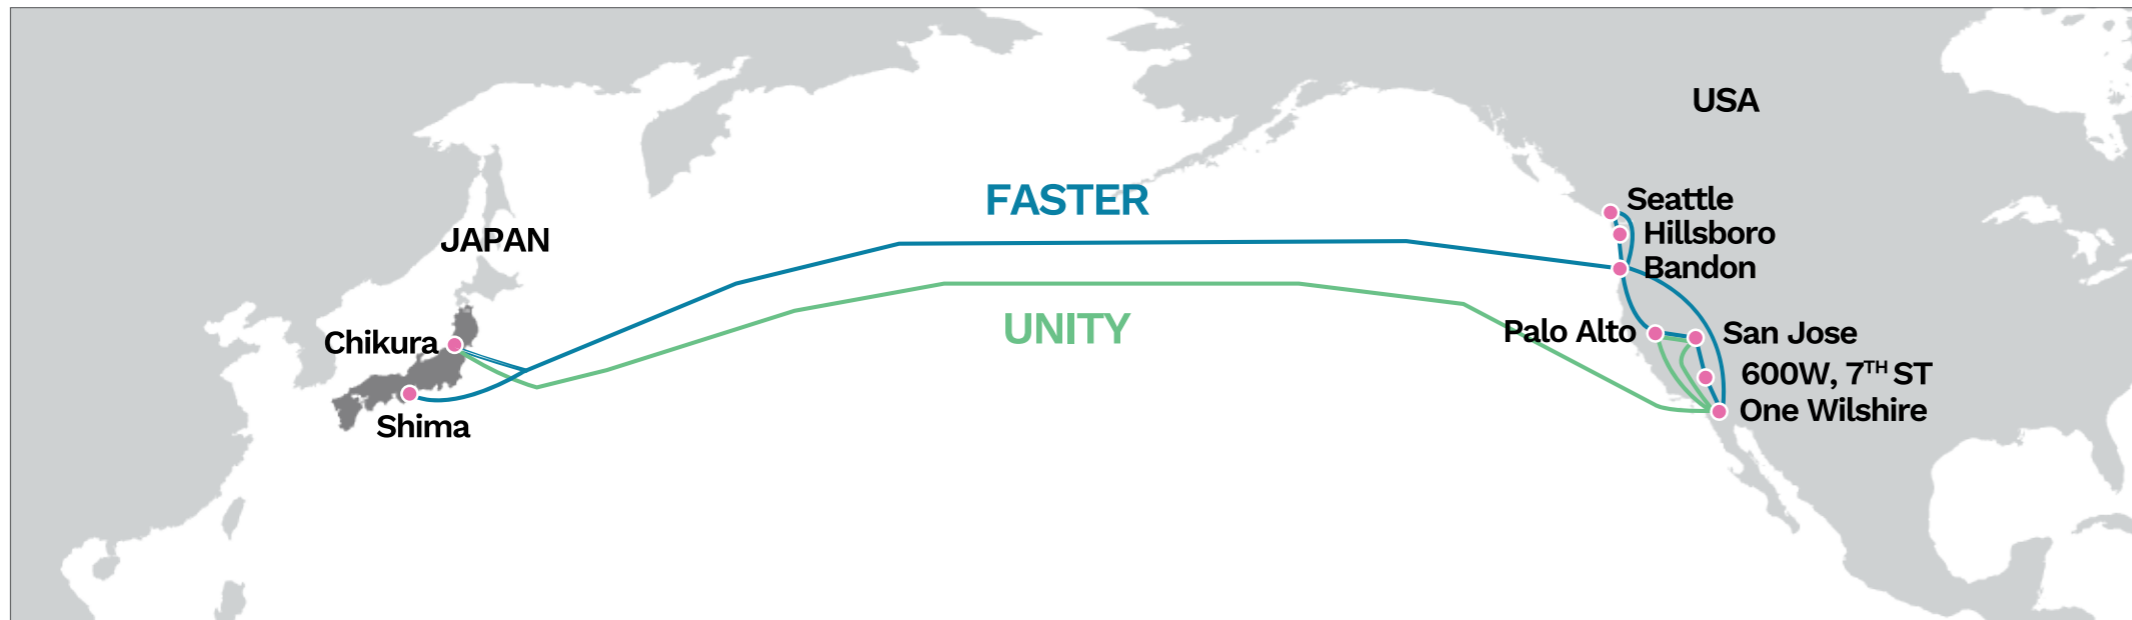 USA
FASTER
Seattle
Hillsboro
JAPAN
Bandon
UNITY
Palo Alto
San Jose
Chikura
600W, 7TH ST
One Wilshire
Shima